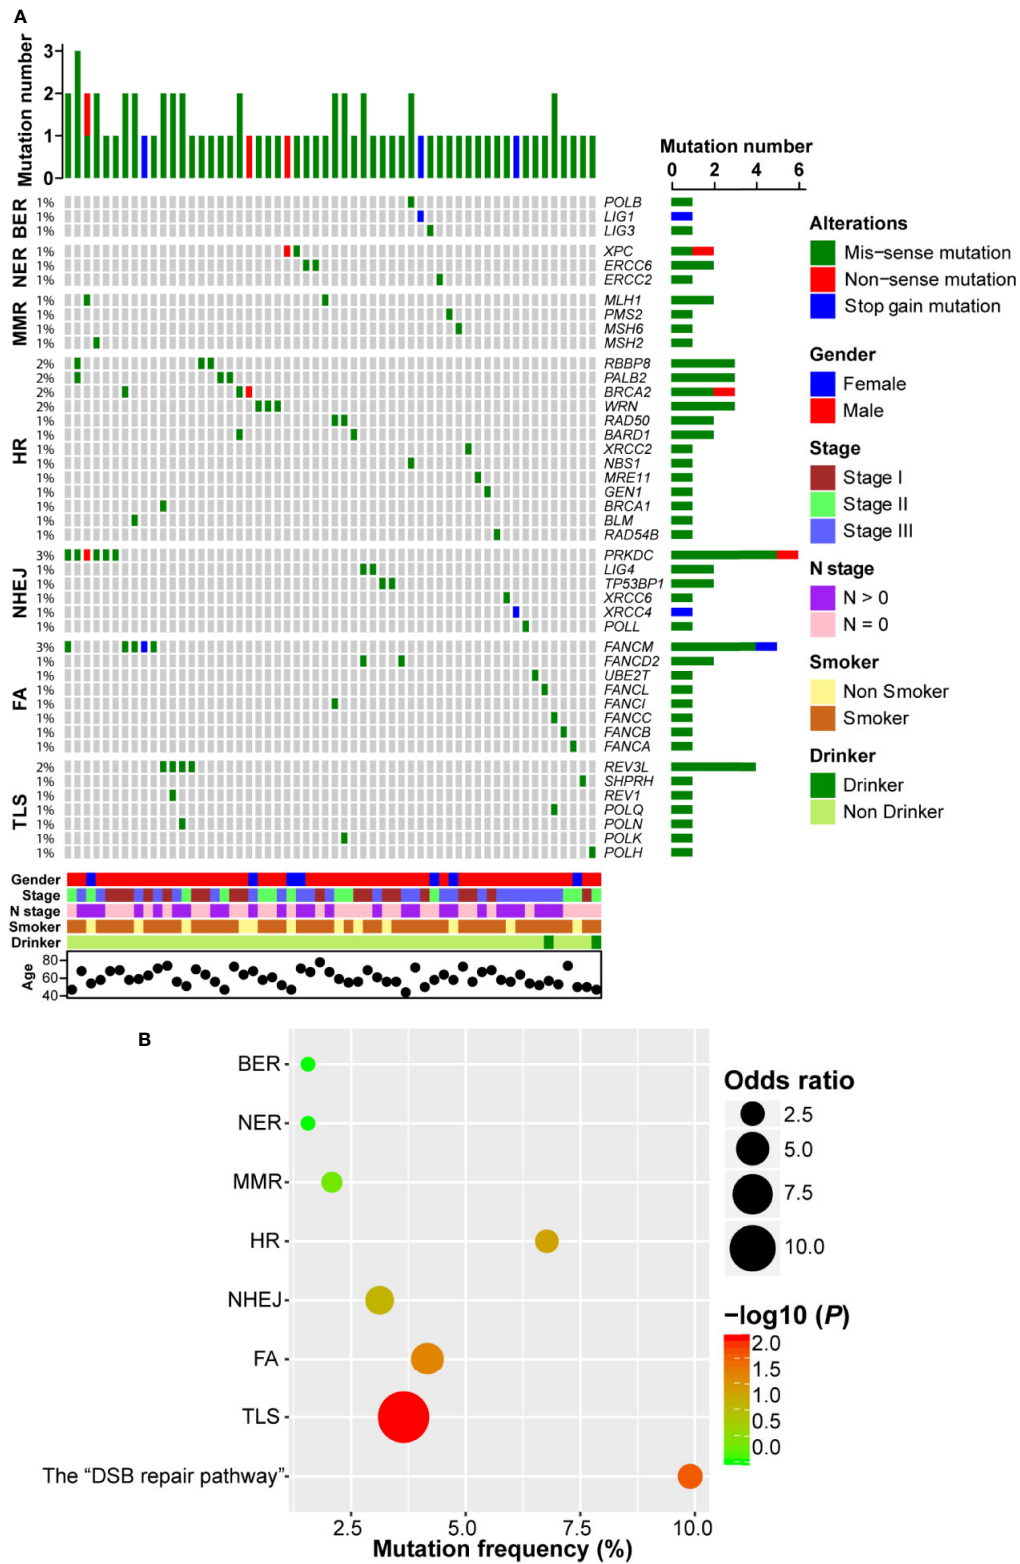 A
Mutation number
3
2
1
0
Mutation number
0 2 4 6
BER
1% POLB
1% LIG1
1% LIG3
NER
1% XPC
1% ERCC6
1% ERCC2
MMR
1% MLH1
1% PMS2
1% MSH6
1% MSH2
HR
2% RBBP8
2% PALB2
2% BRCA2
2% WRN
1% RAD50
1% BARD1
1% XRCC2
1% NBS1
1% MRE11
1% GEN1
1% BRCA1
1% BLM
1% RAD54B
NHEJ
3% PRKDC
1% LIG4
1% TP53BP1
1% XRCC6
1% XRCC4
1% POLL
FA
3% FANCM
1% FANCD2
1% UBE2T
1% FANCL
1% FANCI
1% FANCC
1% FANCB
1% FANCA
TLS
2% REV3L
1% SHPRH
1% REV1
1% POLQ
1% POLN
1% POLK
1% POLH
Gender
Stage
N stage
Smoker
Drinker
Age
80
60
40
Alterations
Mis−sense mutation
Non−sense mutation
Stop gain mutation
Gender
Female
Male
Stage
Stage I
Stage II
Stage III
N stage
N > 0
N = 0
Smoker
Non Smoker
Smoker
Drinker
Drinker
Non Drinker
B
BER
NER
MMR
HR
NHEJ
FA
TLS
The “DSB repair pathway”
2.5 5.0 7.5 10.0
Mutation frequency (%)
Odds ratio
2.5
5.0
7.5
10.0
−log10 (P)
2.0
1.5
1.0
0.5
0.0